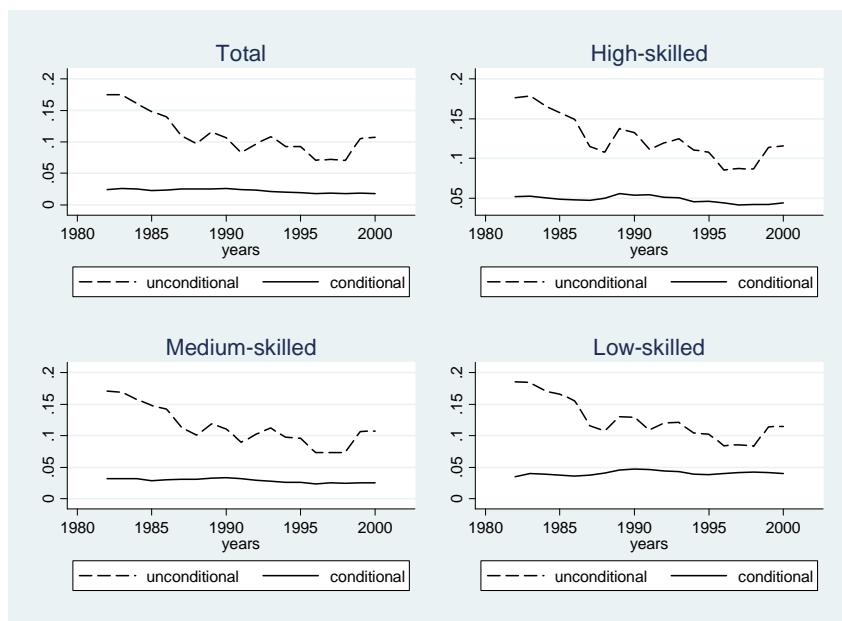 Total
.2
.15
.1
.05
0
1980 1985 1990 1995 2000
years
unconditional conditional
High-skilled
.2
.15
.1
.05
1980 1985 1990 1995 2000
years
unconditional conditional
Medium-skilled
.2
.15
.1
.05
0
1980 1985 1990 1995 2000
years
unconditional conditional
Low-skilled
.2
.15
.1
.05
0
1980 1985 1990 1995 2000
years
unconditional conditional